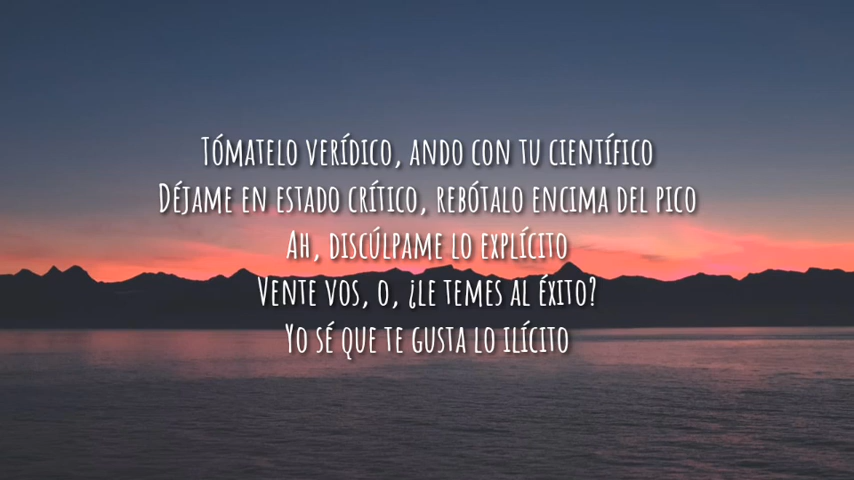 Tómatelo verídico, ando con tu científico
Déjame en estado crítico, rebótalo encima del pico
Ah, discúlpame lo explícito
Vente vos, o, ¿le temes al éxito?
Yo sé que te gusta lo ilícito